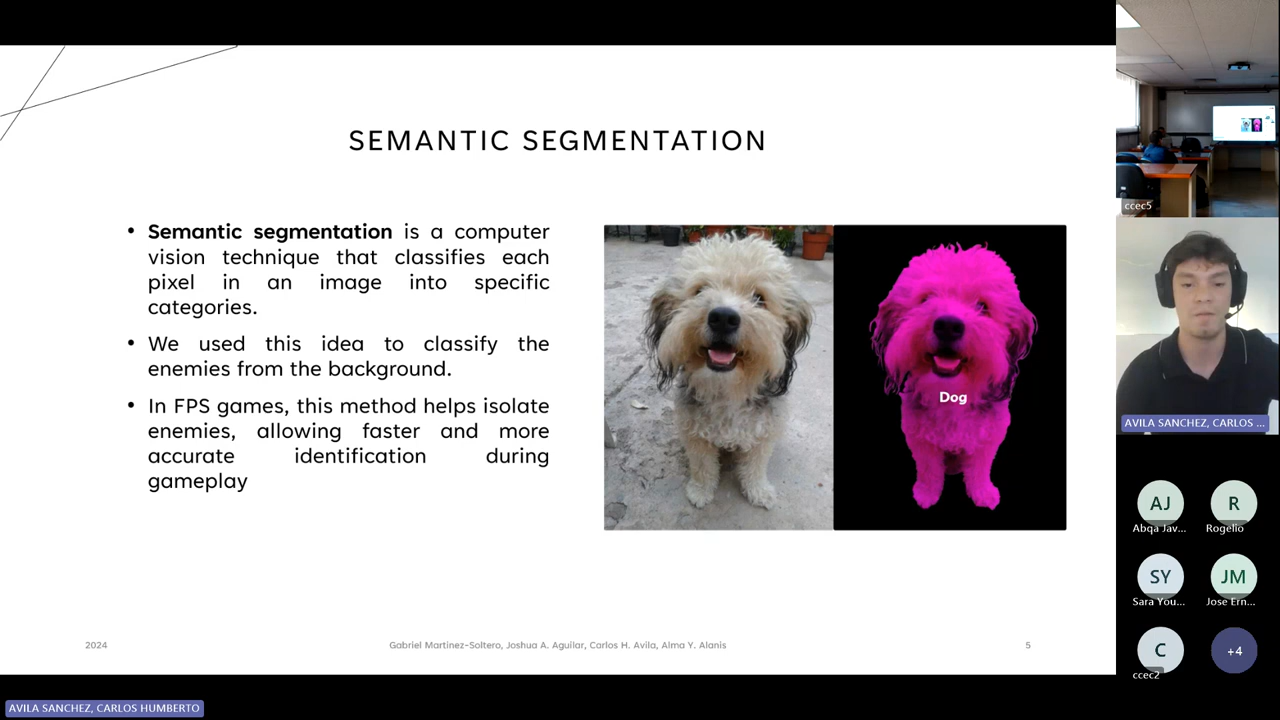 SEMANTIC SEGMENTATION
• Semantic segmentation is a computer
vision technique that classifies each
pixel in an image into specific
categories.
• We used this idea to classify the
enemies from the background.
• In FPS games, this method helps isolate
enemies, allowing faster and more
accurate identification during
gameplay
Dog
2024
Gabriel Martinez-Soltero, Joshua A. Aguilar, Carlos H. Avila, Alma Y. Alanis
5
ccec5
AVILA SANCHEZ, CARLOS ...
AJ
Abqa Jav...
R
Rogelio
SY
Sara You...
JM
Jose Ern...
C
ccec2
+4
AVILA SANCHEZ, CARLOS HUMBERTO